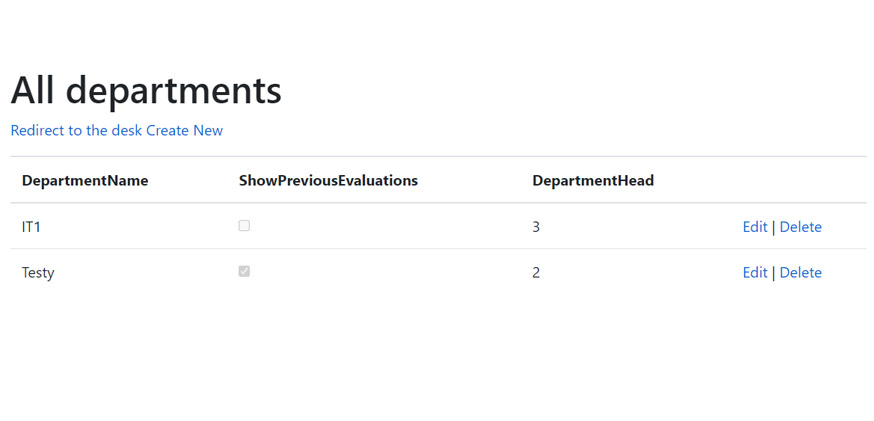 All departments
Redirect to the desk Create New
DepartmentName ShowPreviousEvaluations DepartmentHead
IT1 3 Edit | Delete
Testy 2 Edit | Delete